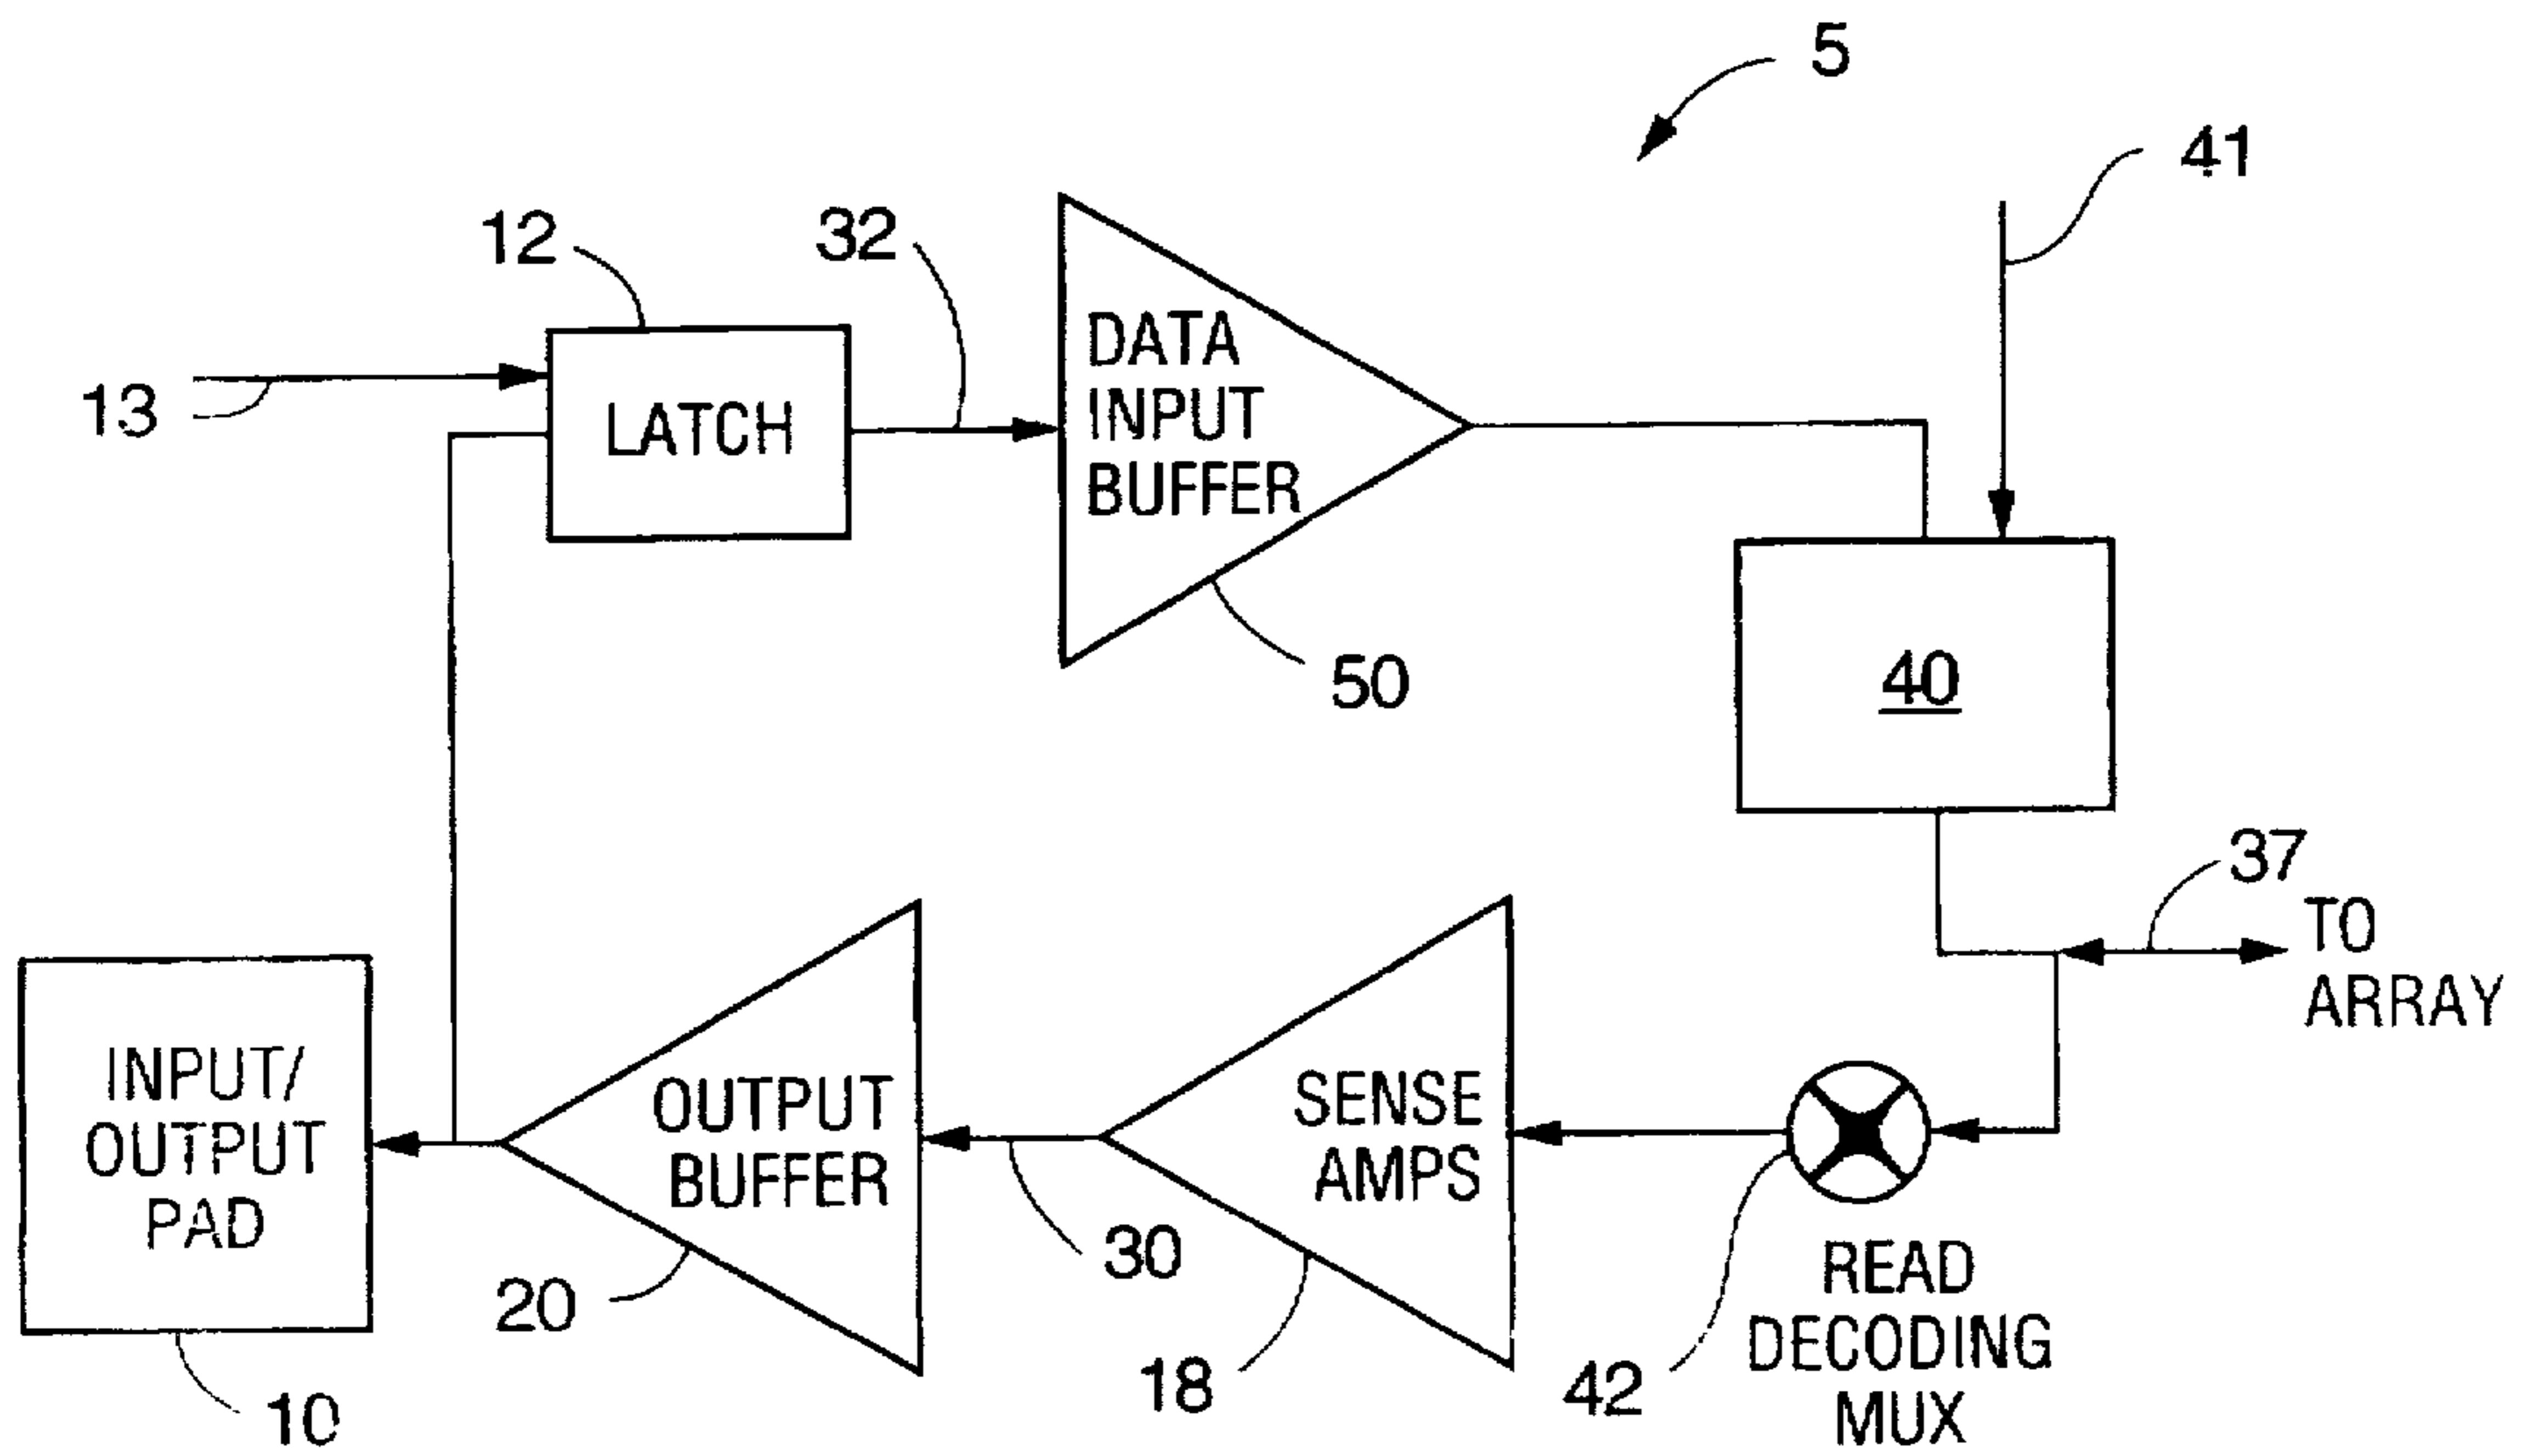 5
41
12
32
13
LATCH
DATA
INPUT
BUFFER
50
40
37
TO
ARRAY
INPUT/
OUTPUT
PAD
10
OUTPUT
BUFFER
20
30
SENSE
AMPS
18
42
READ
DECODING
MUX